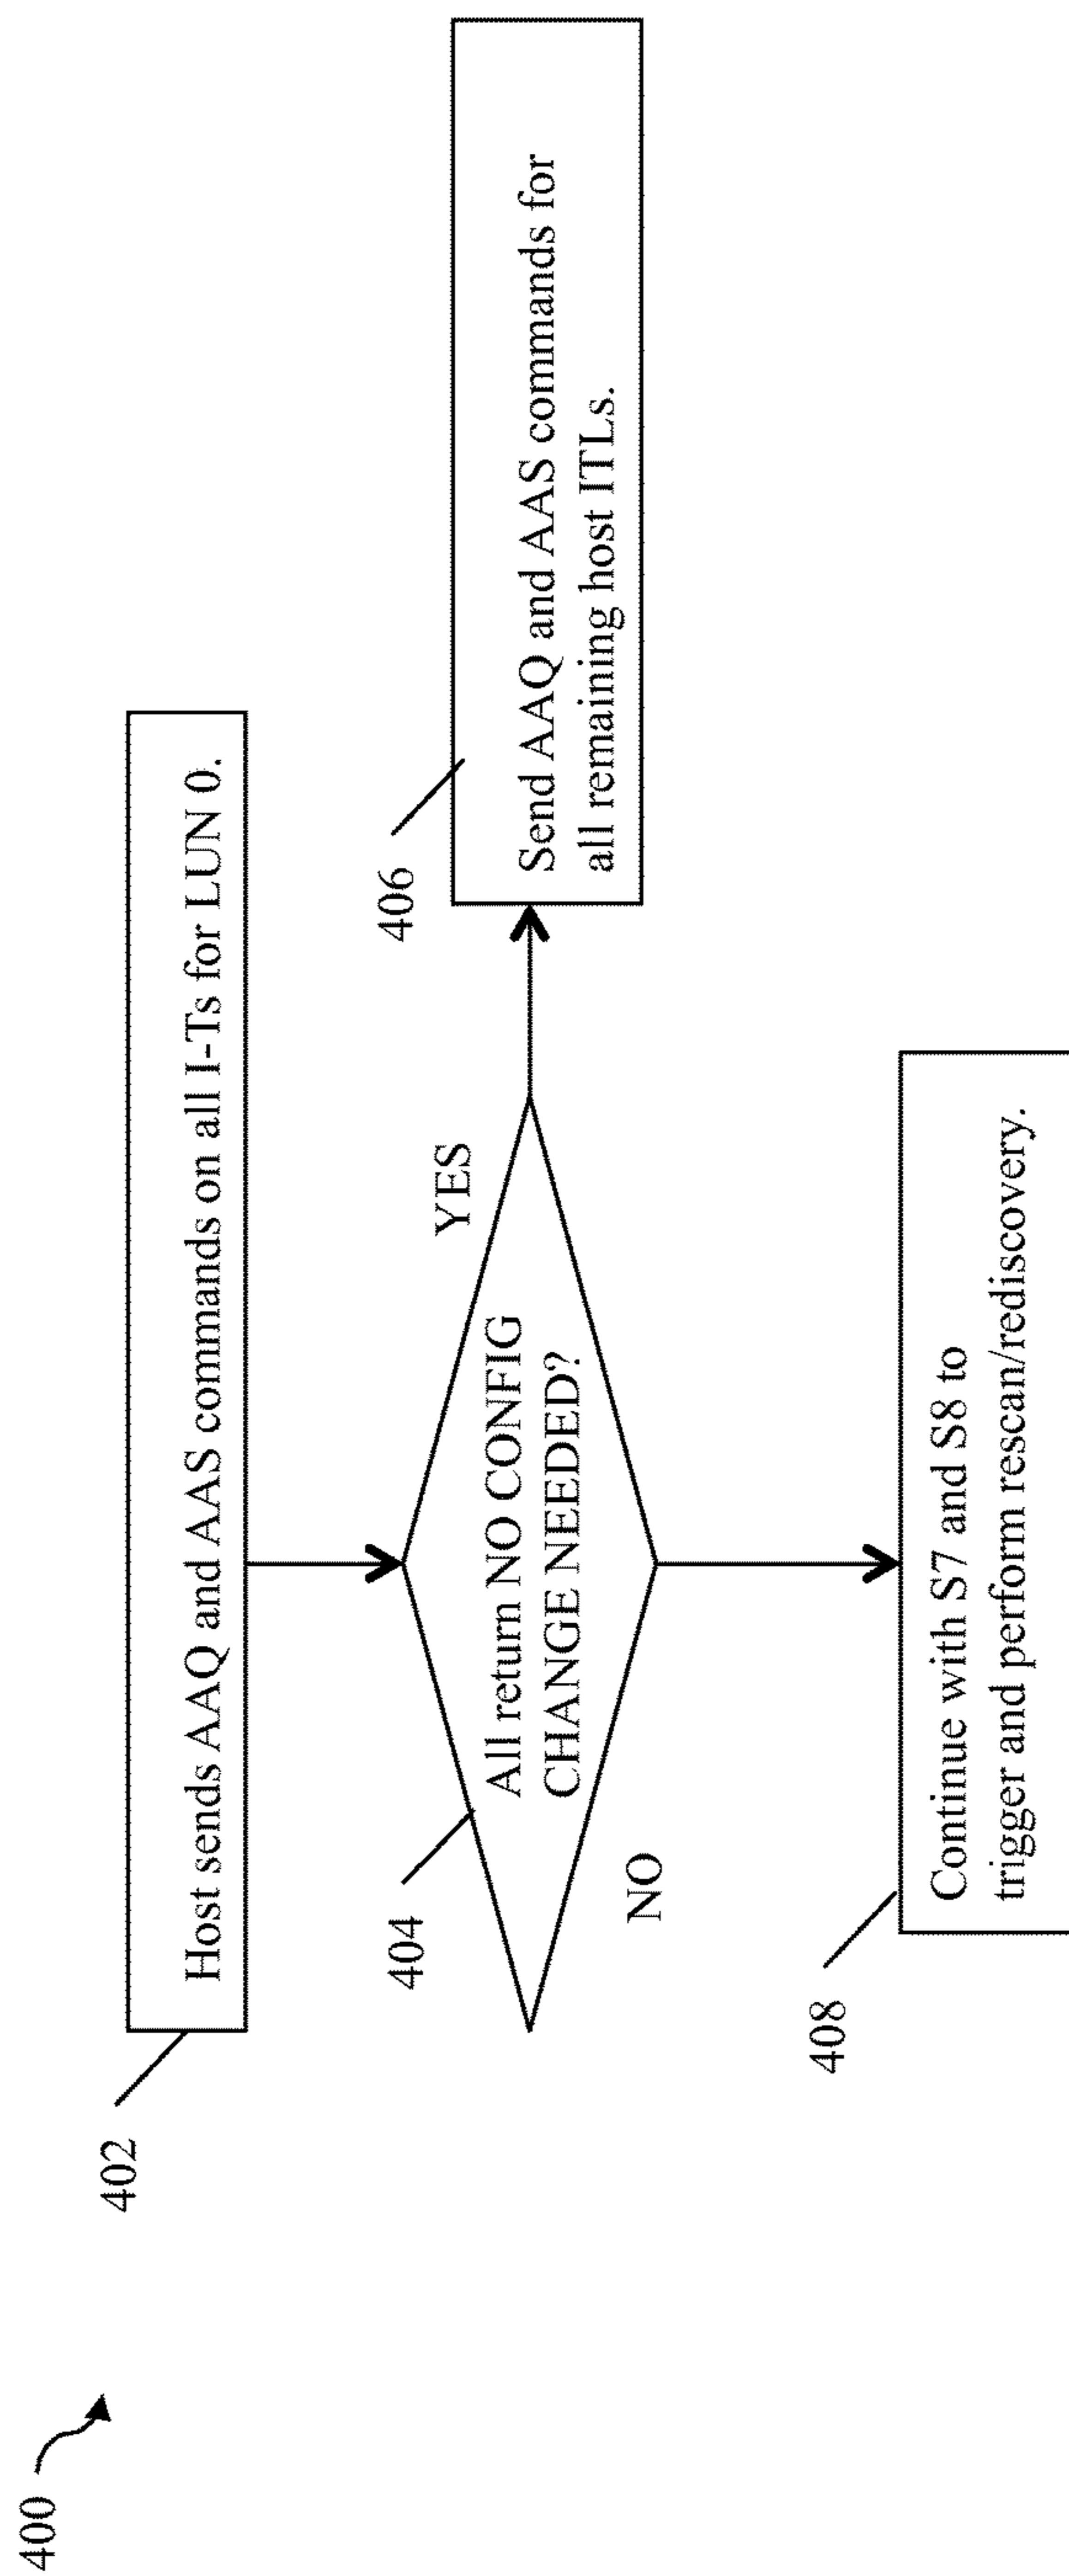 400
402
Host sends AAQ and AAS commands on all I-Ts for LUN 0.
404
All return NO CONFIG
CHANGE NEEDED?
YES
406
Send AAQ and AAS commands for
all remaining host ITLs.
NO
408
Continue with S7 and S8 to
trigger and perform rescan/rediscovery.